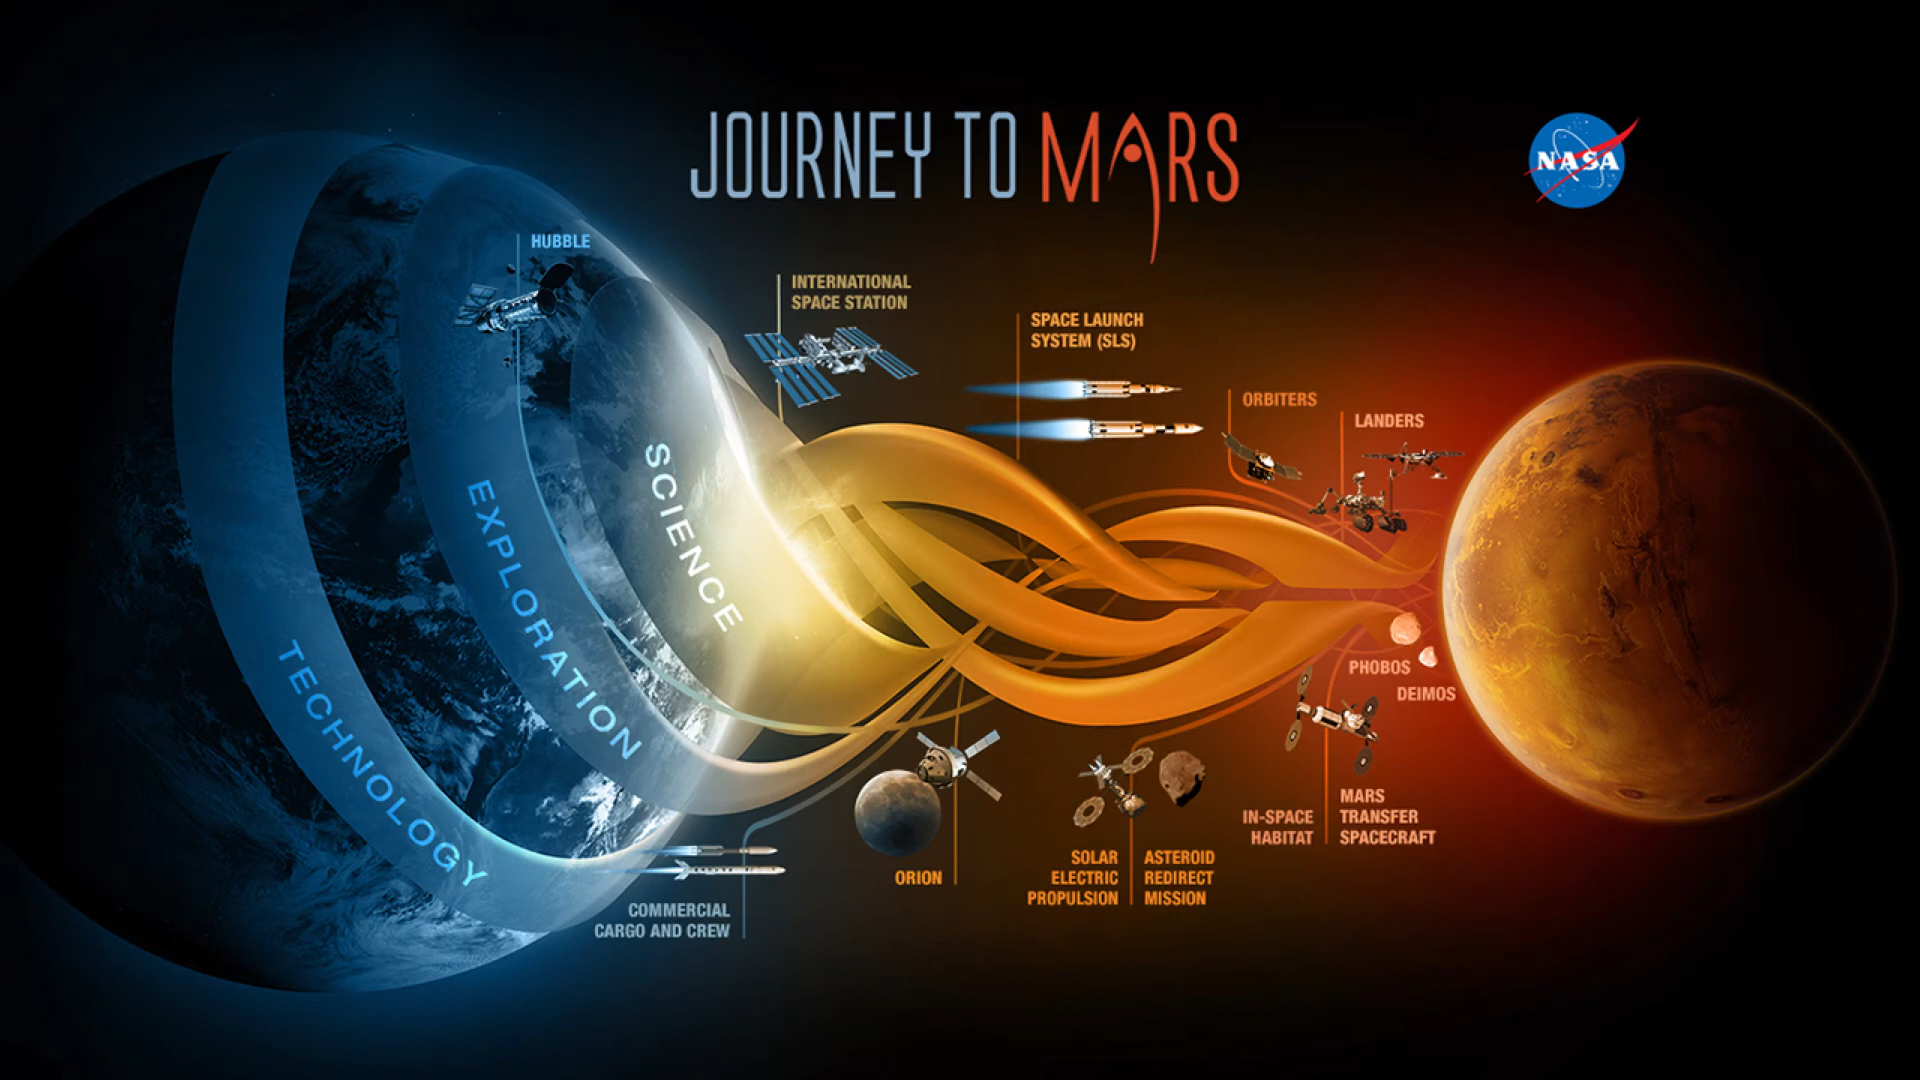 JOURNEY TO MARS
NASA
HUBBLE
INTERNATIONAL
SPACE STATION
SPACE LAUNCH
SYSTEM (SLS)
ORBITERS
LANDERS
SCIENCE
EXPLORATION
TECHNOLOGY
PHOBOS
DEIMOS
COMMERCIAL
CARGO AND CREW
ORION
SOLAR
ELECTRIC
PROPULSION
ASTEROID
REDIRECT
MISSION
IN-SPACE
HABITAT
MARS
TRANSFER
SPACECRAFT